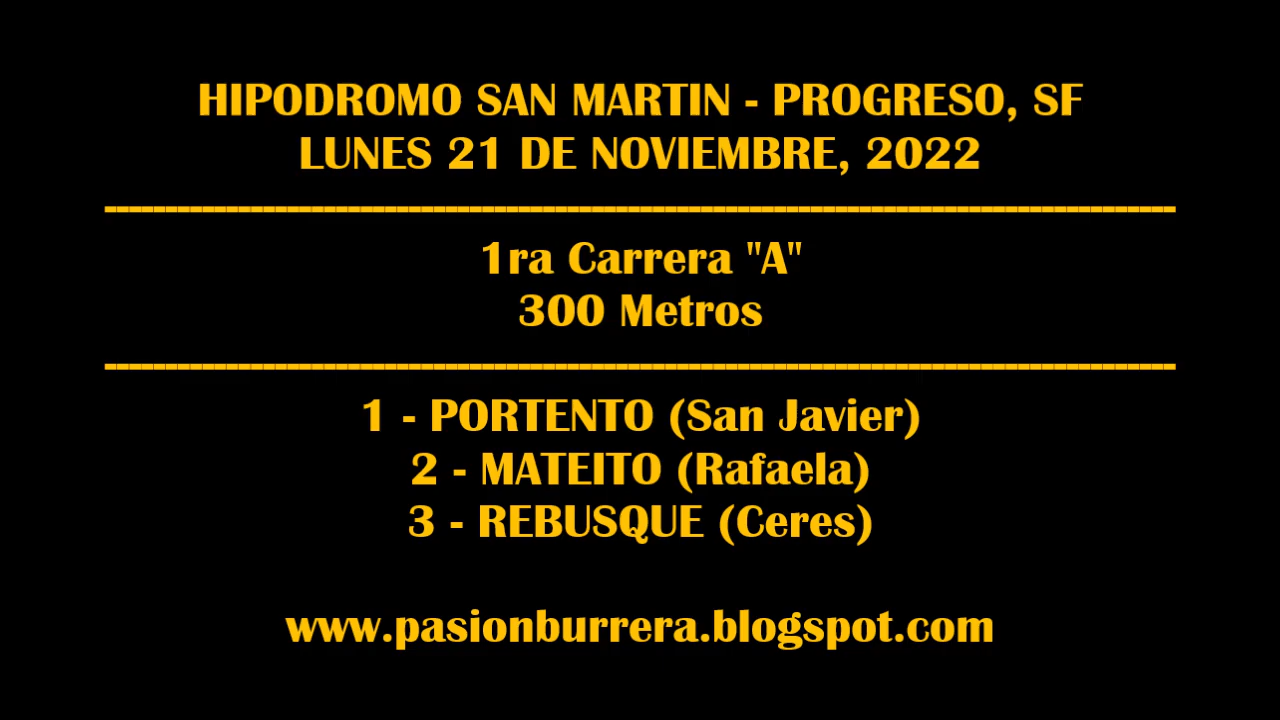 HIPODROMO SAN MARTIN - PROGRESO, SF
LUNES 21 DE NOVIEMBRE, 2022
1ra Carrera "A"
300 Metros
1 - PORTENTO (San Javier)
2 - MATEITO (Rafaela)
3 - REBUSQUE (Ceres)
www.pasionburrera.blogspot.com